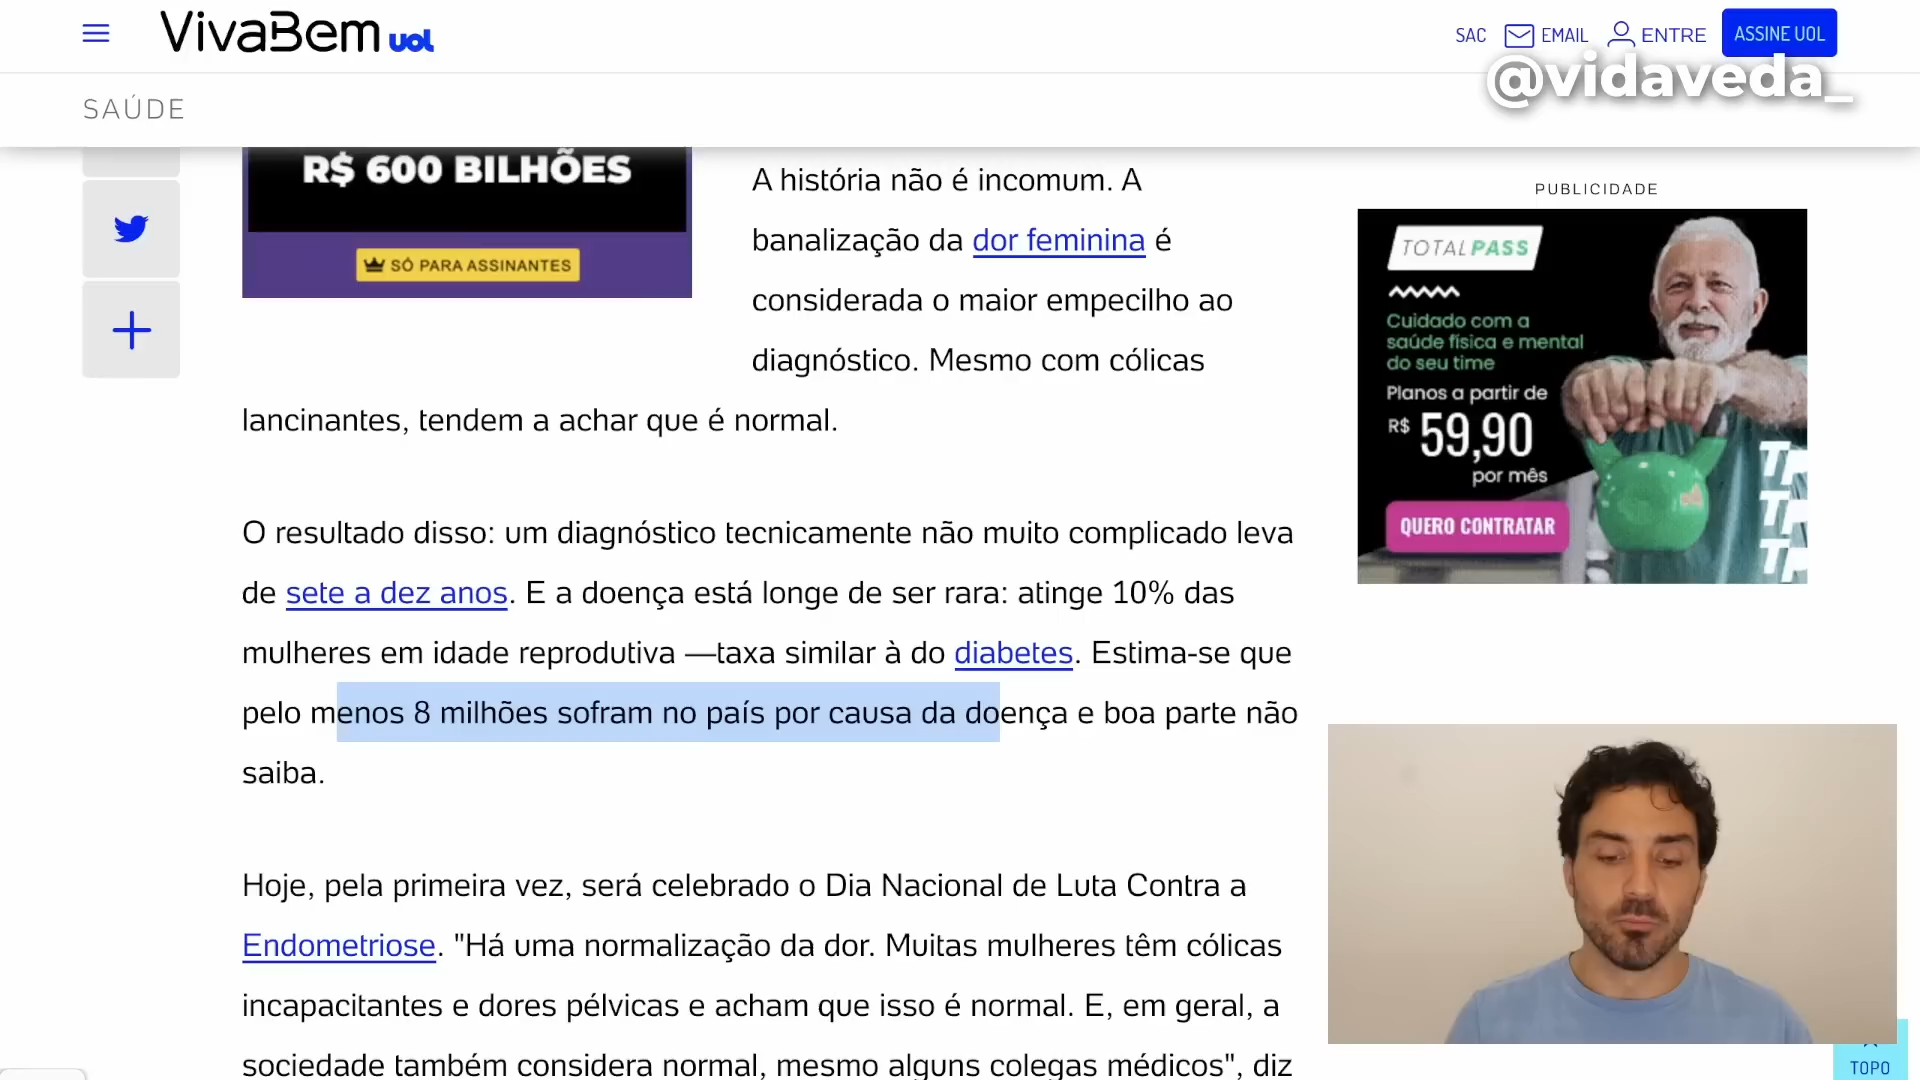 VivaBem uol
SAC EMAIL ENTRE ASSINE UOL
@vidaveda_
SAÚDE
R$ 600 BILHÕES
SÓ PARA ASSINANTES
A história não é incomum. A
banalização da dor feminina é
considerada o maior empecilho ao
diagnóstico. Mesmo com cólicas
lancinantes, tendem a achar que é normal.
O resultado disso: um diagnóstico tecnicamente não muito complicado leva
de sete a dez anos. E a doença está longe de ser rara: atinge 10% das
mulheres em idade reprodutiva —taxa similar à do diabetes. Estima-se que
pelo menos 8 milhões sofram no país por causa da doença e boa parte não
saiba.
Hoje, pela primeira vez, será celebrado o Dia Nacional de Luta Contra a
Endometriose. "Há uma normalização da dor. Muitas mulheres têm cólicas
incapacitantes e dores pélvicas e acham que isso é normal. E, em geral, a
sociedade também considera normal, mesmo alguns colegas médicos", diz
PUBLICIDADE
TOTALPASS
Cuidado com a
saúde física e mental
do seu time
Planos a partir de
R$ 59,90
por mês
QUERO CONTRATAR
TOPO